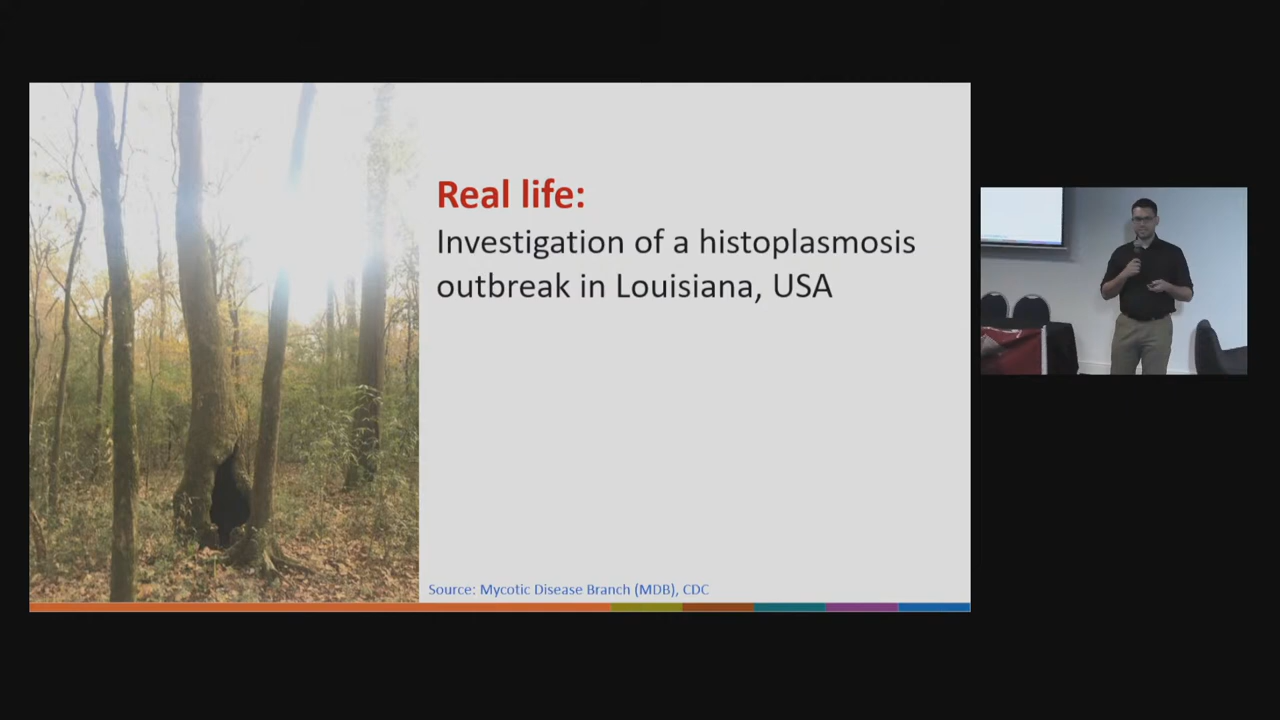 Real life:
Investigation of a histoplasmosis
outbreak in Louisiana, USA
Source: Mycotic Disease Branch (MDB), CDC